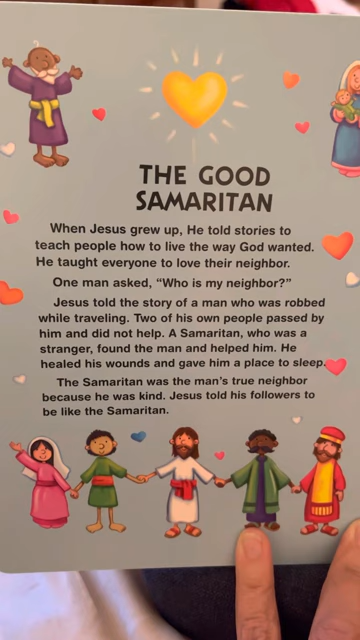 THE GOOD
SAMARITAN
When Jesus grew up, He told stories to
teach people how to live the way God wanted.
He taught everyone to love their neighbor.
One man asked, “Who is my neighbor?”
Jesus told the story of a man who was robbed
while traveling. Two of his own people passed by
him and did not help. A Samaritan, who was a
stranger, found the man and helped him. He
healed his wounds and gave him a place to sleep.
The Samaritan was the man’s true neighbor
because he was kind. Jesus told his followers to
be like the Samaritan.